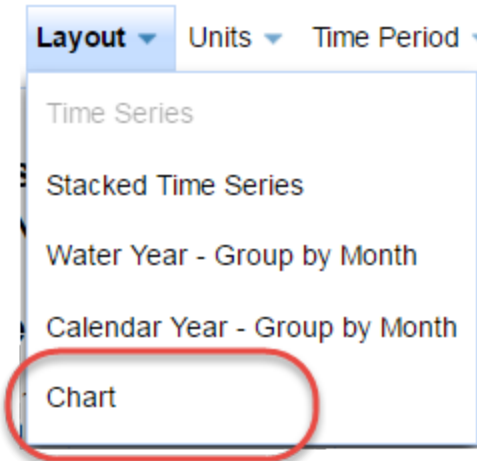 Layout Units Time Period
Time Series
Stacked Time Series
Water Year - Group by Month
Calendar Year - Group by Month
Chart